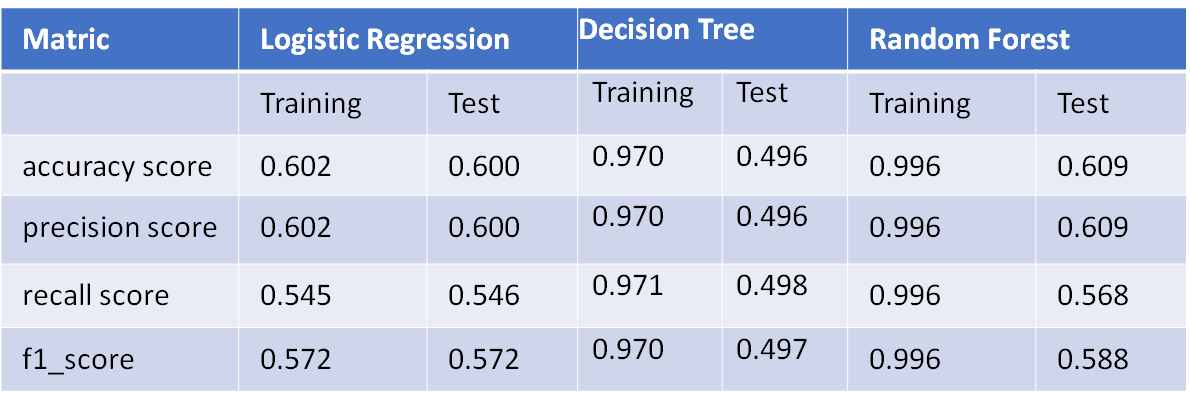 Matric Logistic Regression Decision Tree Random Forest
Training Test Training Test Training Test
accuracy score 0.602 0.600 0.970 0.496 0.996 0.609
precision score 0.602 0.600 0.970 0.496 0.996 0.609
recall score 0.545 0.546 0.971 0.498 0.996 0.568
f1_score 0.572 0.572 0.970 0.497 0.996 0.588